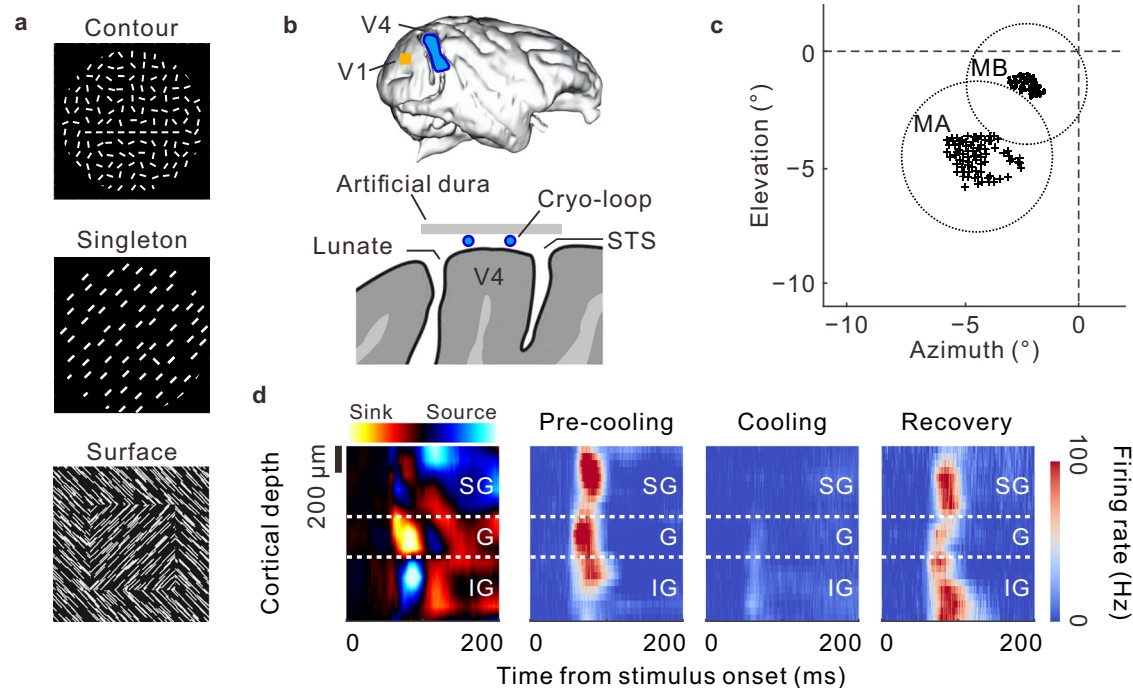 a
Contour
Singleton
Surface
b
V4
V1
Artificial dura
Cryo-loop
Lunate
STS
V4
c
0
−5
−10
Elevation (°)
MB
MA
−10
−5
0
Azimuth (°)
d
Sink
Source
Pre-cooling
Cooling
Recovery
200 µm
Cortical depth
SG
G
IG
SG
G
IG
SG
G
IG
SG
G
IG
0
200
0
200
0
200
0
200
Time from stimulus onset (ms)
100
0
Firing rate (Hz)